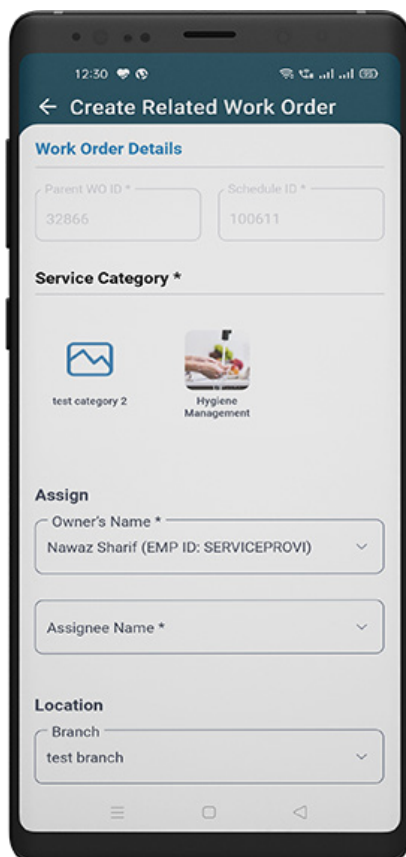 12:30
Create Related Work Order
Work Order Details
Parent WO ID * Schedule ID *
32866 100611
Service Category *
test category 2 Hygiene
Management
Assign
Owner's Name *
Nawaz Sharif (EMP ID: SERVICEPROVI)
Assignee Name *
Location
Branch
test branch